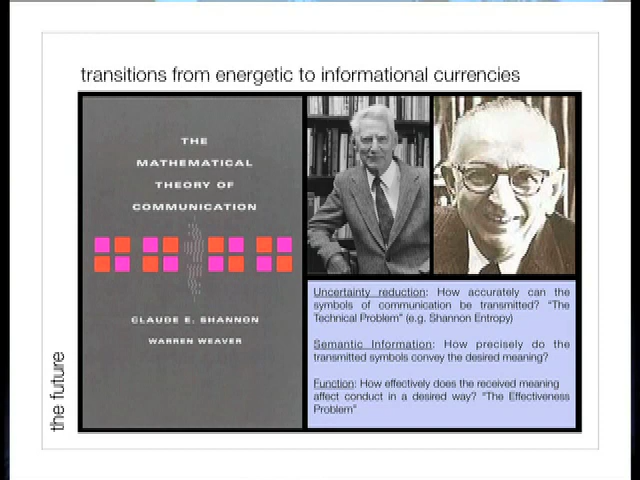 transitions from energetic to informational currencies
THE
MATHEMATICAL
THEORY OF
COMMUNICATION
CLAUDE E. SHANNON
WARREN WEAVER
Uncertainty reduction: How accurately can the
symbols of communication be transmitted? "The
Technical Problem" (e.g. Shannon Entropy)
Semantic Information: How precisely do the
transmitted symbols convey the desired meaning?
Function: How effectively does the received meaning
affect conduct in a desired way? "The Effectiveness
Problem"
the future